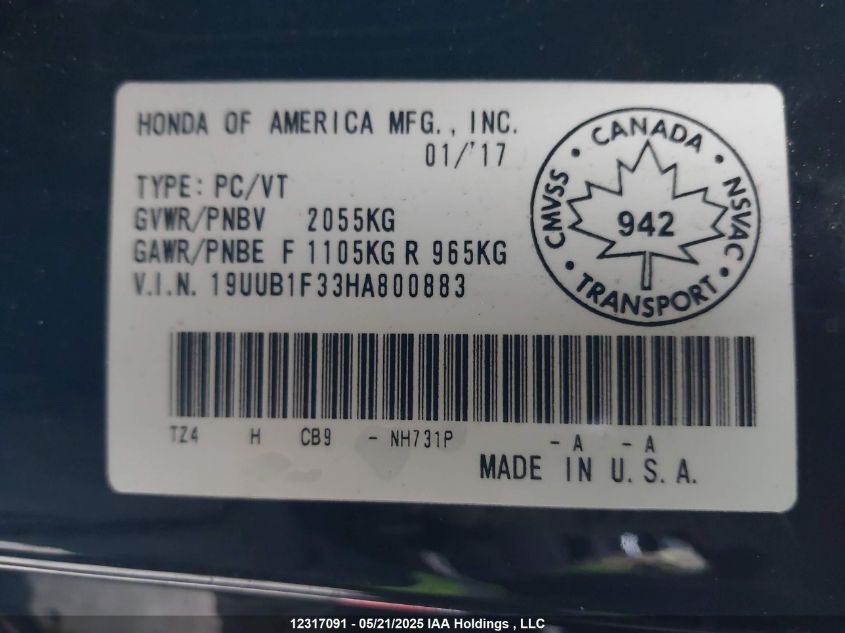 HONDA OF AMERICA MFG., INC.
01/'17
TYPE: PC/VT
GVWR/PNBV 2055KG
GAWR/PNBE F 1105KG R 965KG
V.I.N. 19UUB1F33HA800883
CANADA
CMVSS • NSVAC
942
TRANSPORT
TZ4 H CB9 - NH731P - A - A
MADE IN U.S.A.
12317091 - 05/21/2025 IAA Holdings , LLC